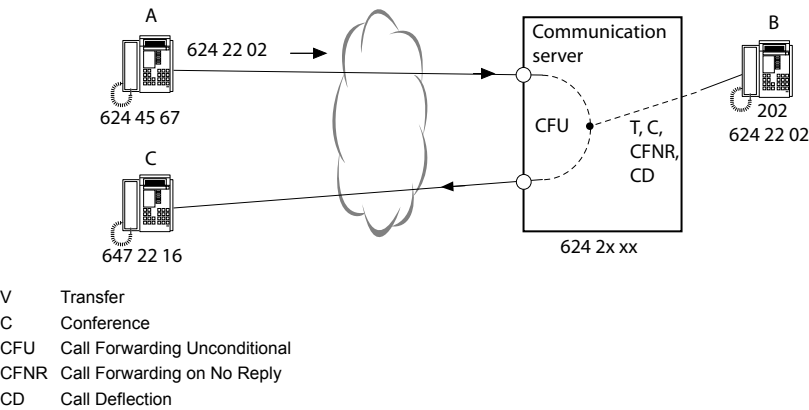 A
B
Communication
server
624 22 02
624 45 67
CFU
T, C,
CFNR,
CD
202
624 22 02
C
647 22 16
624 2x xx
V Transfer
C Conference
CFU Call Forwarding Unconditional
CFNR Call Forwarding on No Reply
CD Call Deflection